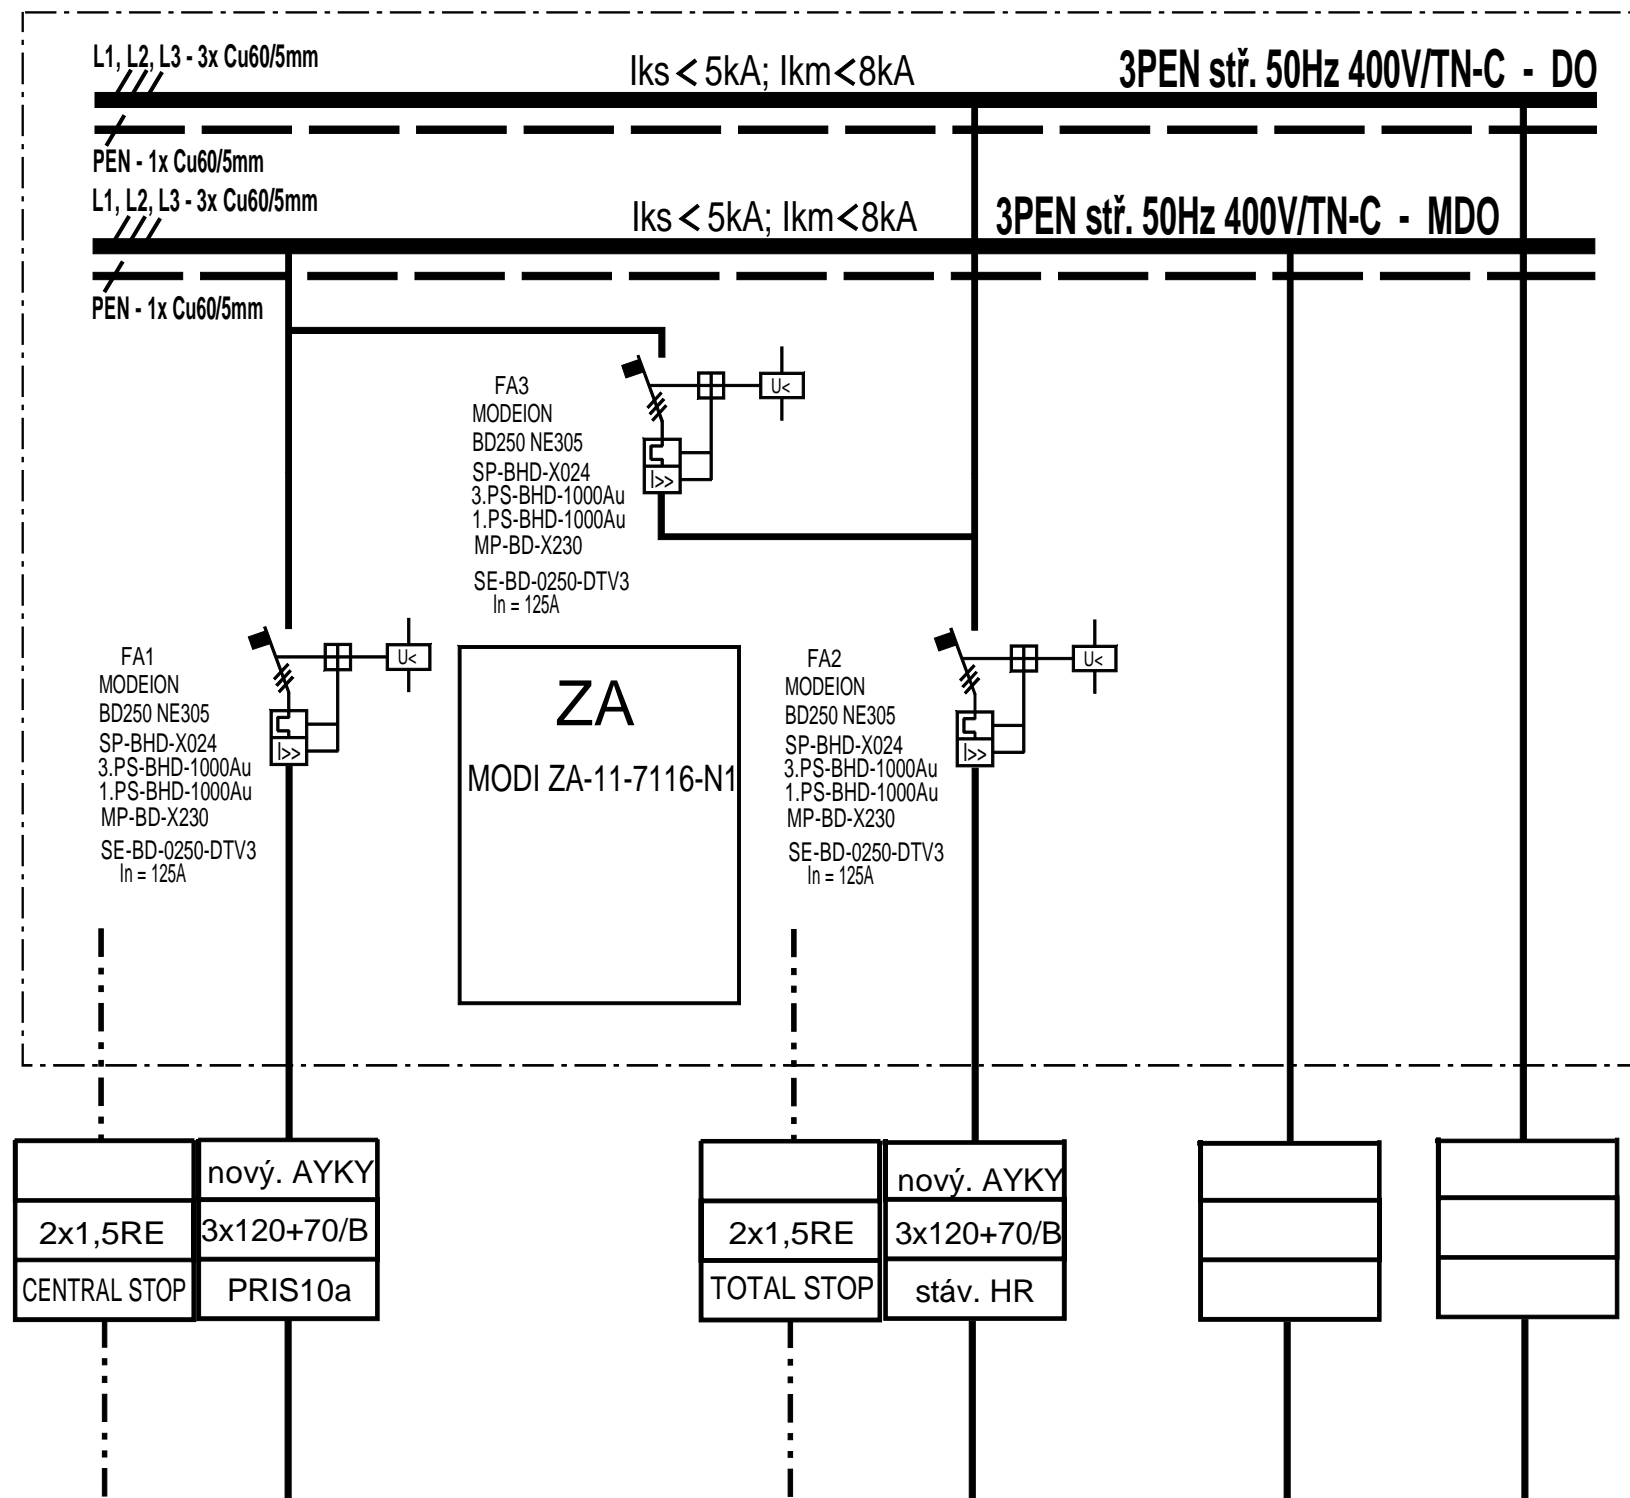 L1, L2, L3 - 3x Cu60/5mm
Iks < 5kA; Ikm<8kA
3PEN stř. 50Hz 400V/TN-C - DO
PEN - 1x Cu60/5mm
L1, L2, L3 - 3x Cu60/5mm
Iks < 5kA; Ikm<8kA
3PEN stř. 50Hz 400V/TN-C - MDO
PEN - 1x Cu60/5mm
FA3
MODEION
BD250 NE305
SP-BHD-X024
3.PS-BHD-1000Au
1.PS-BHD-1000Au
MP-BD-X230
SE-BD-0250-DTV3
In = 125A
U<
I>>
FA1
MODEION
BD250 NE305
SP-BHD-X024
3.PS-BHD-1000Au
1.PS-BHD-1000Au
MP-BD-X230
SE-BD-0250-DTV3
In = 125A
U<
I>>
ZA
MODI ZA-11-7116-N1
FA2
MODEION
BD250 NE305
SP-BHD-X024
3.PS-BHD-1000Au
1.PS-BHD-1000Au
MP-BD-X230
SE-BD-0250-DTV3
In = 125A
U<
I>>
2x1,5RE
CENTRAL STOP
nový. AYKY
3x120+70/B
PRIS10a
2x1,5RE
TOTAL STOP
nový. AYKY
3x120+70/B
stáv. HR